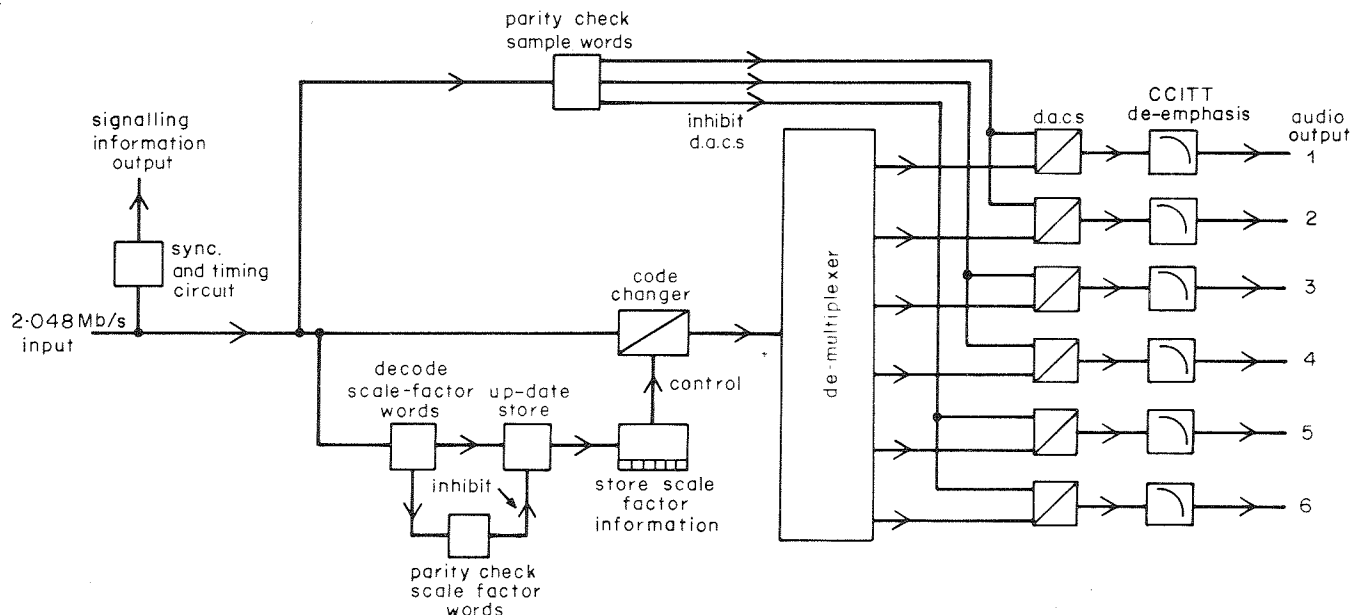 parity check
sample words
signalling
information
output
inhibit
d.a.c.s
d.a.c.s
CCITT
de-emphasis
audio
output
1
2
3
4
5
6
sync.
and timing
circuit
2·048 Mb/s
input
code
changer
control
de-multiplexer
decode
scale-factor
words
up-date
store
inhibit
store scale
factor
information
parity check
scale factor
words